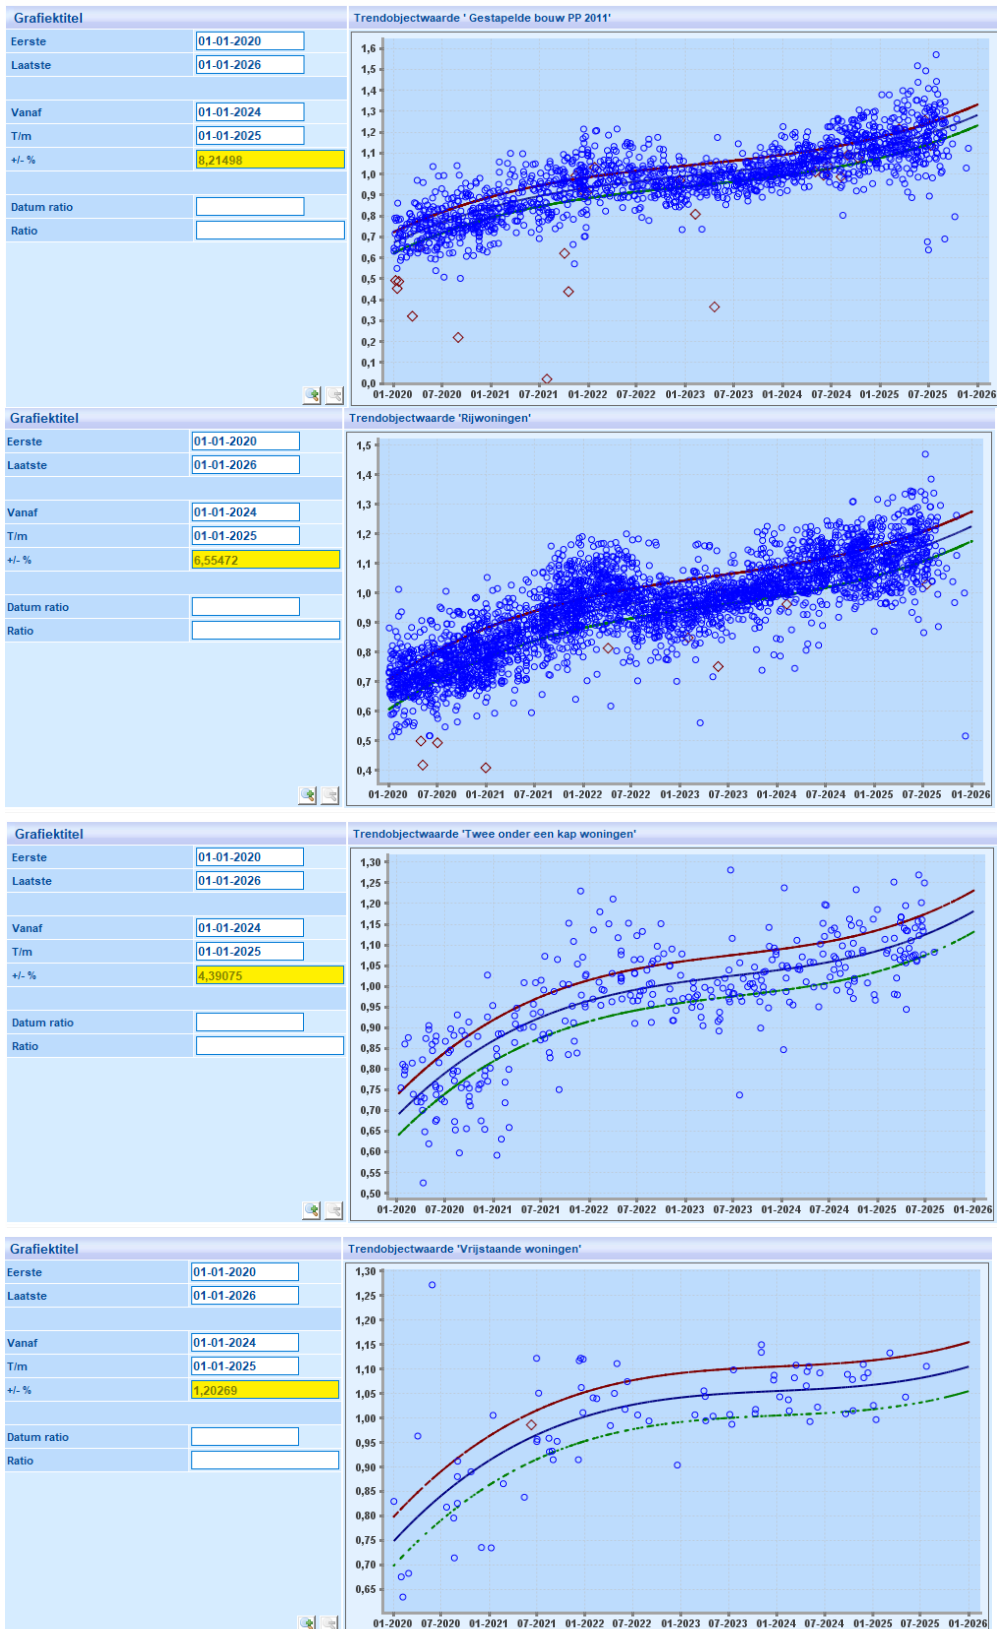 Grafiektitel
Trendobjectwaarde ' Gestapelde bouw PP 2011'
Eerste 01-01-2020
Laatste 01-01-2026
Vanaf 01-01-2024
T/m 01-01-2025
+/- % 8,21498
Datum ratio
Ratio
1,6
1,5
1,4
1,3
1,2
1,1
1,0
0,9
0,8
0,7
0,6
0,5
0,4
0,3
0,2
0,1
0,0
01-2020 07-2020 01-2021 07-2021 01-2022 07-2022 01-2023 07-2023 01-2024 07-2024 01-2025 07-2025 01-2026
Grafiektitel
Trendobjectwaarde 'Rijwoningen'
Eerste 01-01-2020
Laatste 01-01-2026
Vanaf 01-01-2024
T/m 01-01-2025
+/- % 6,55472
Datum ratio
Ratio
1,5
1,4
1,3
1,2
1,1
1,0
0,9
0,8
0,7
0,6
0,5
0,4
01-2020 07-2020 01-2021 07-2021 01-2022 07-2022 01-2023 07-2023 01-2024 07-2024 01-2025 07-2025 01-2026
Grafiektitel
Trendobjectwaarde 'Twee onder een kap woningen'
Eerste 01-01-2020
Laatste 01-01-2026
Vanaf 01-01-2024
T/m 01-01-2025
+/- % 4,39075
Datum ratio
Ratio
1,30
1,25
1,20
1,15
1,10
1,05
1,00
0,95
0,90
0,85
0,80
0,75
0,70
0,65
0,60
0,55
0,50
01-2020 07-2020 01-2021 07-2021 01-2022 07-2022 01-2023 07-2023 01-2024 07-2024 01-2025 07-2025 01-2026
Grafiektitel
Trendobjectwaarde 'Vrijstaande woningen'
Eerste 01-01-2020
Laatste 01-01-2026
Vanaf 01-01-2024
T/m 01-01-2025
+/- % 1,20269
Datum ratio
Ratio
1,30
1,25
1,20
1,15
1,10
1,05
1,00
0,95
0,90
0,85
0,80
0,75
0,70
0,65
01-2020 07-2020 01-2021 07-2021 01-2022 07-2022 01-2023 07-2023 01-2024 07-2024 01-2025 07-2025 01-2026